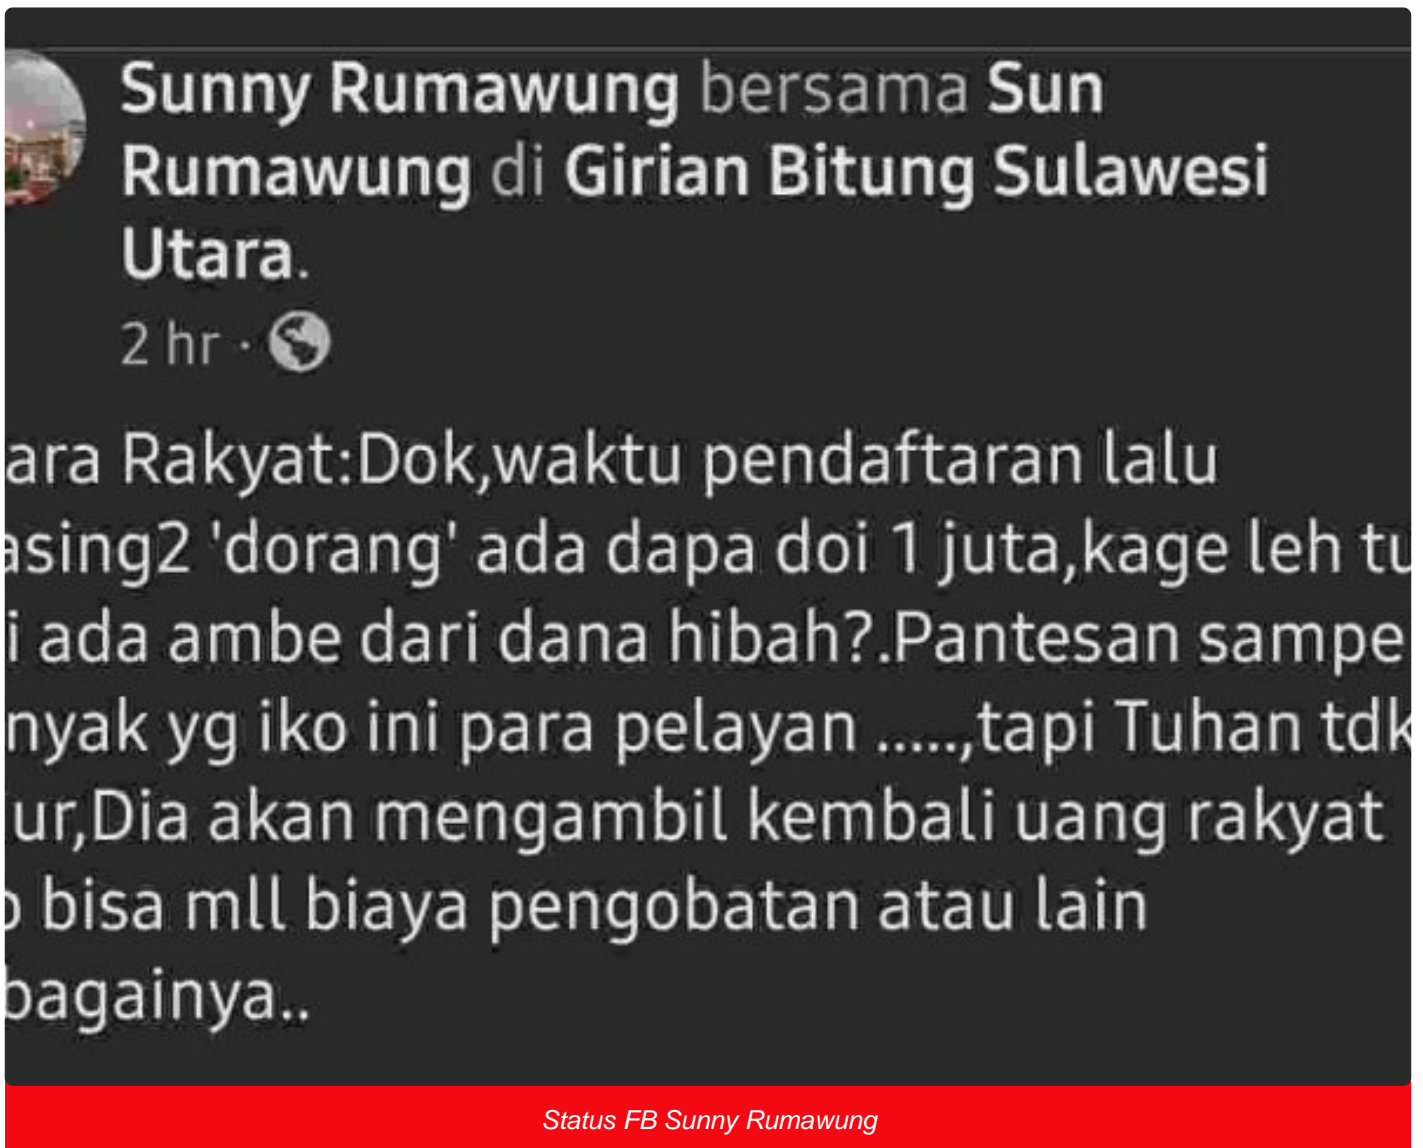 Sunny Rumawung bersama Sun
Rumawung di Girian Bitung Sulawesi
Utara.
2 hr ·
ara Rakyat:Dok,waktu pendaftaran lalu
asing2 'dorang' ada dapa doi 1 juta,kage leh tu
i ada ambe dari dana hibah?.Pantesan sampe
nyak yg iko ini para pelayan .....,tapi Tuhan tdk
ur,Dia akan mengambil kembali uang rakyat
bisa mll biaya pengobatan atau lain
bagainya..
Status FB Sunny Rumawung